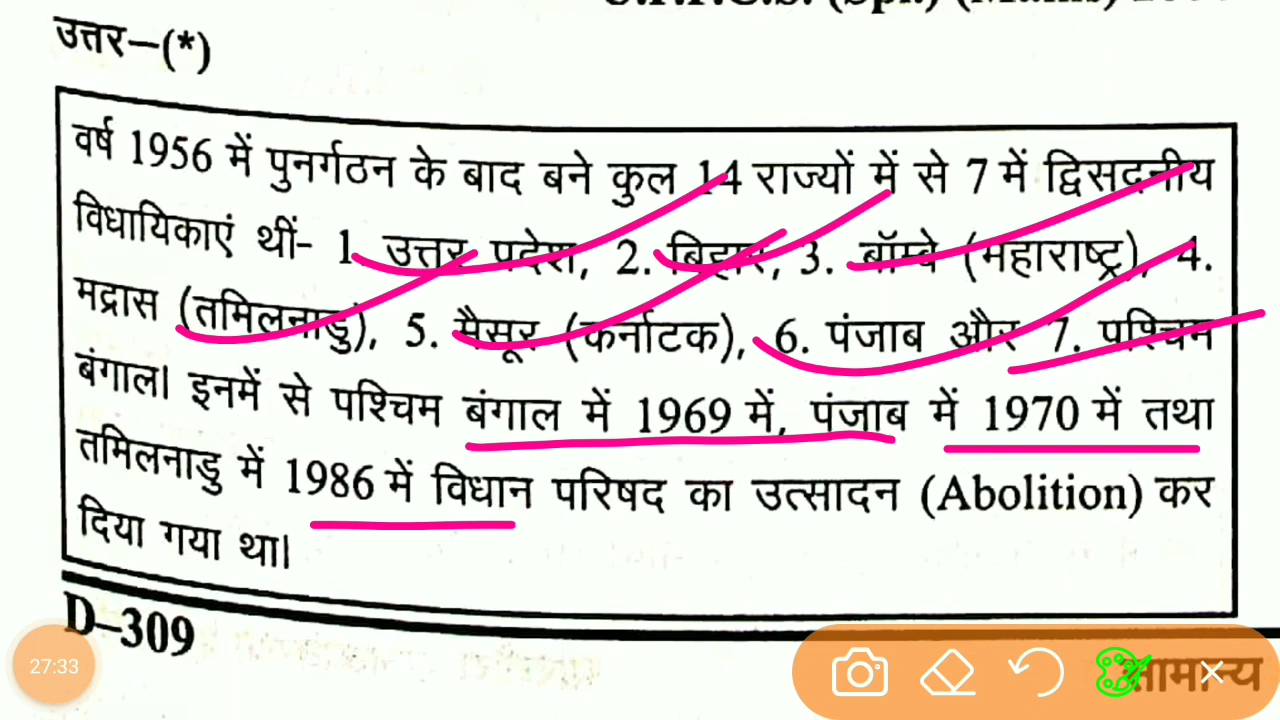 उत्तर–(*)
वर्ष 1956 में पुनर्गठन के बाद बने कुल 14 राज्यों में से 7 में द्विसदनीय
विधायिकाएं थीं- 1. उत्तर पदेश, 2. बिहार, 3. बॉम्बे (महाराष्ट्र), 4.
मद्रास (तमिलनाडु), 5. मैसूर (कर्नाटक), 6. पंजाब और 7. पश्चिम
बंगाल। इनमें से पश्चिम बंगाल में 1969 में, पंजाब में 1970 में तथा
तमिलनाडु में 1986 में विधान परिषद का उत्सादन (Abolition) कर
दिया गया था।
D–309
27:33
सामान्य